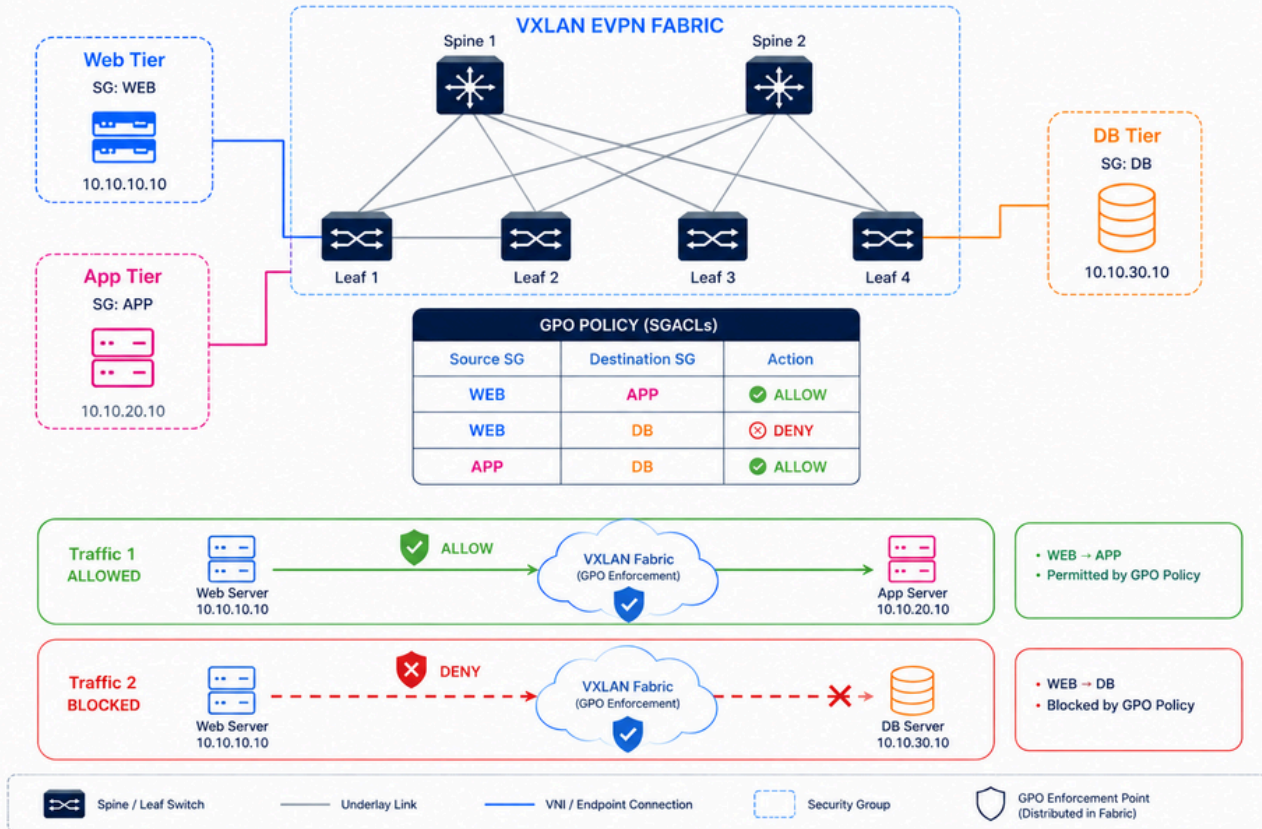 VXLAN EVPN FABRIC
Spine 1
Spine 2
Web Tier
SG: WEB
10.10.10.10
App Tier
SG: APP
10.10.20.10
DB Tier
SG: DB
10.10.30.10
Leaf 1
Leaf 2
Leaf 3
Leaf 4
GPO POLICY (SGACLs)
Source SG Destination SG Action
WEB APP ALLOW
WEB DB DENY
APP DB ALLOW
Traffic 1
ALLOWED
Web Server
10.10.10.10
ALLOW
VXLAN Fabric
(GPO Enforcement)
App Server
10.10.20.10
• WEB → APP
• Permitted by GPO Policy
Traffic 2
BLOCKED
Web Server
10.10.10.10
DENY
VXLAN Fabric
(GPO Enforcement)
DB Server
10.10.30.10
• WEB → DB
• Blocked by GPO Policy
Spine / Leaf Switch
Underlay Link
VNI / Endpoint Connection
Security Group
GPO Enforcement Point
(Distributed in Fabric)